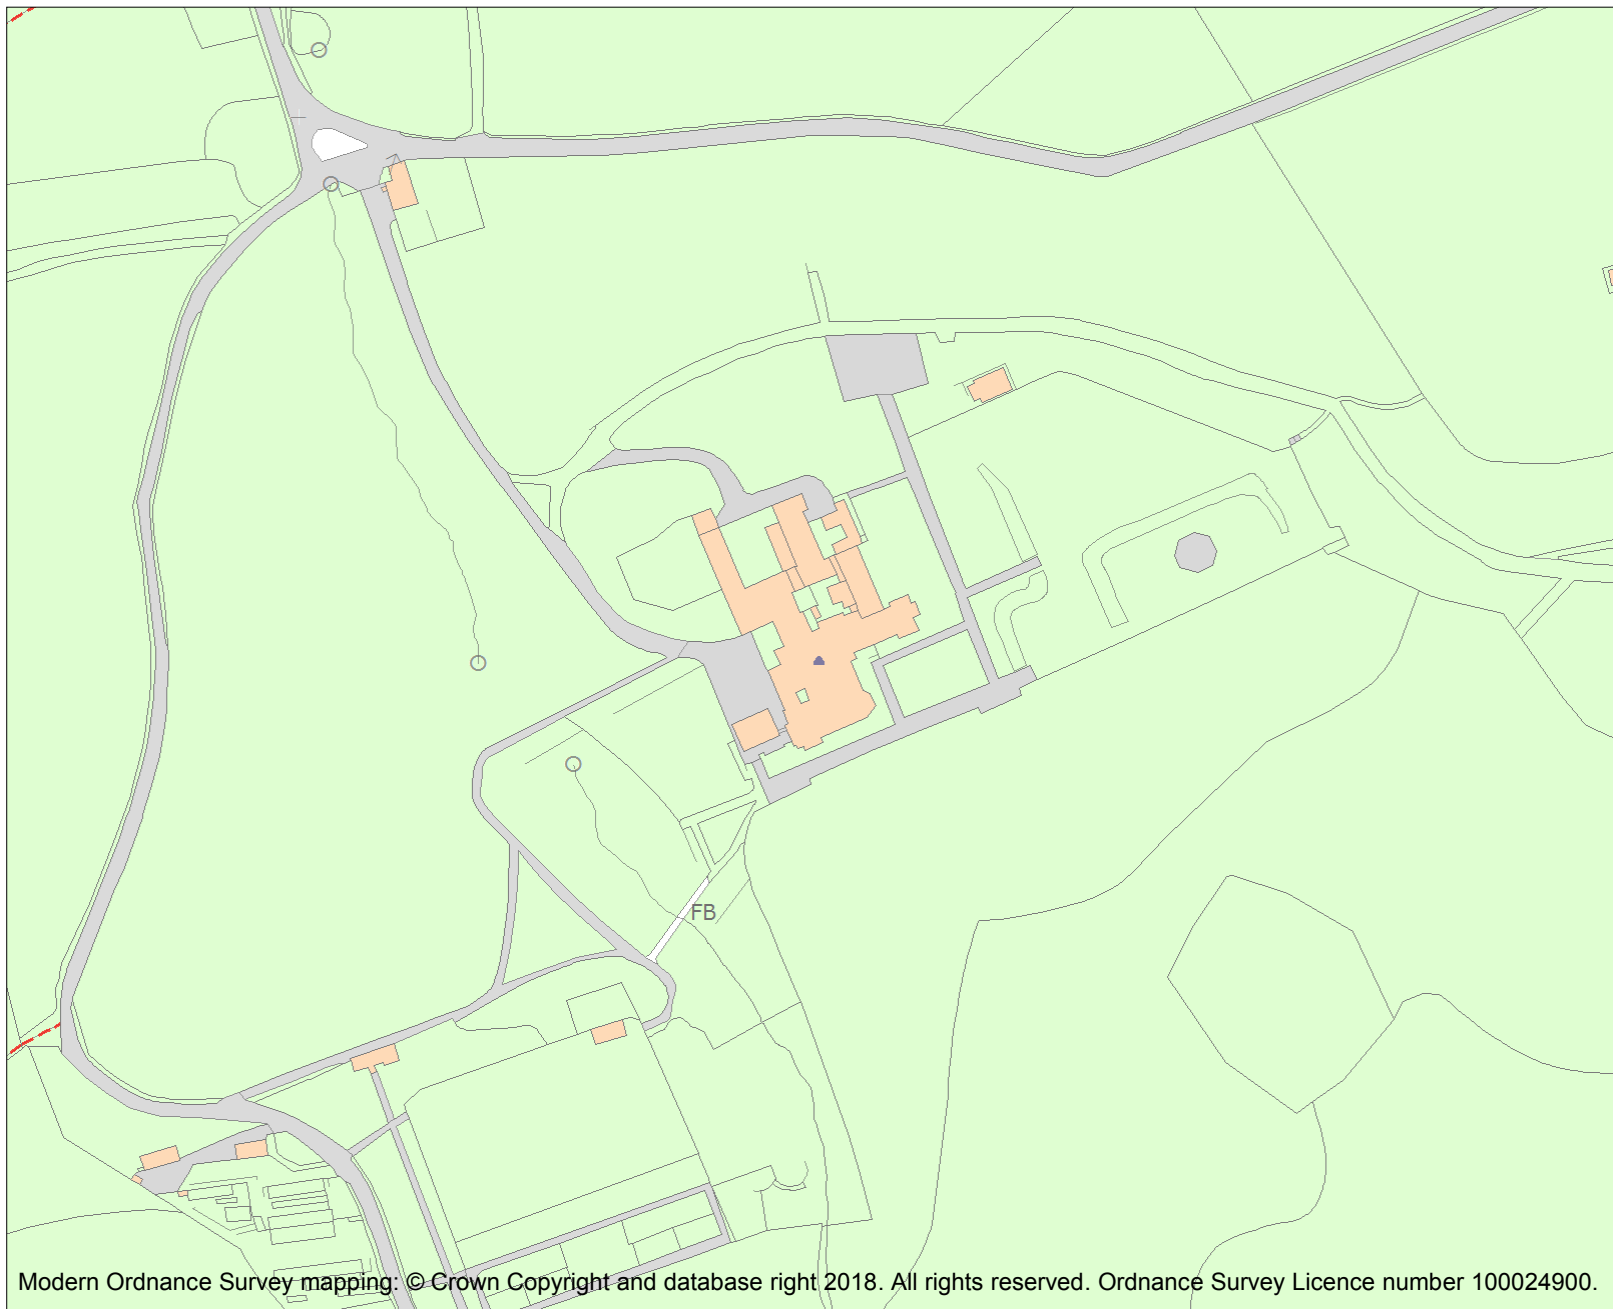 FB
Modern Ordnance Survey mapping: © Crown Copyright and database right 2018. All rights reserved. Ordnance Survey Licence number 100024900.